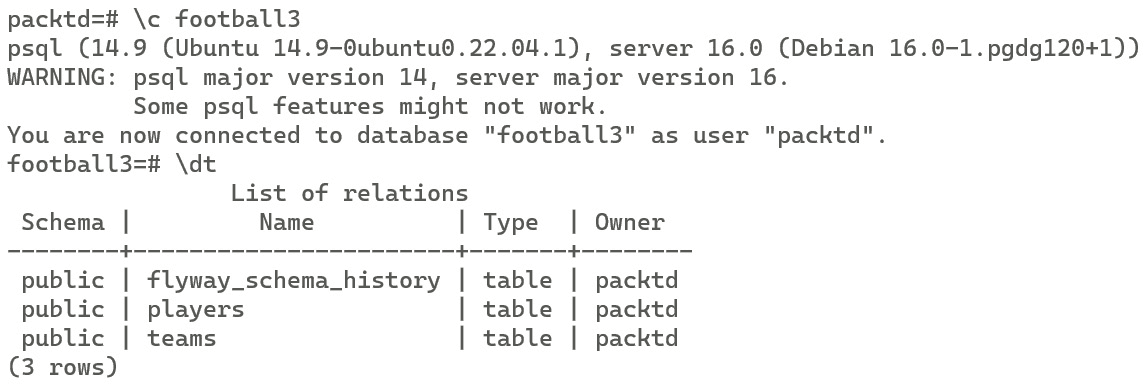 packtd=# \c football3
psql (14.9 (Ubuntu 14.9-0ubuntu0.22.04.1), server 16.0 (Debian 16.0-1.pgdg120+1))
WARNING: psql major version 14, server major version 16.
         Some psql features might not work.
You are now connected to database "football3" as user "packtd".
football3=# \dt
                List of relations
 Schema |         Name          | Type  | Owner
--------+-----------------------+-------+--------
 public | flyway_schema_history | table | packtd
 public | players               | table | packtd
 public | teams                 | table | packtd
(3 rows)